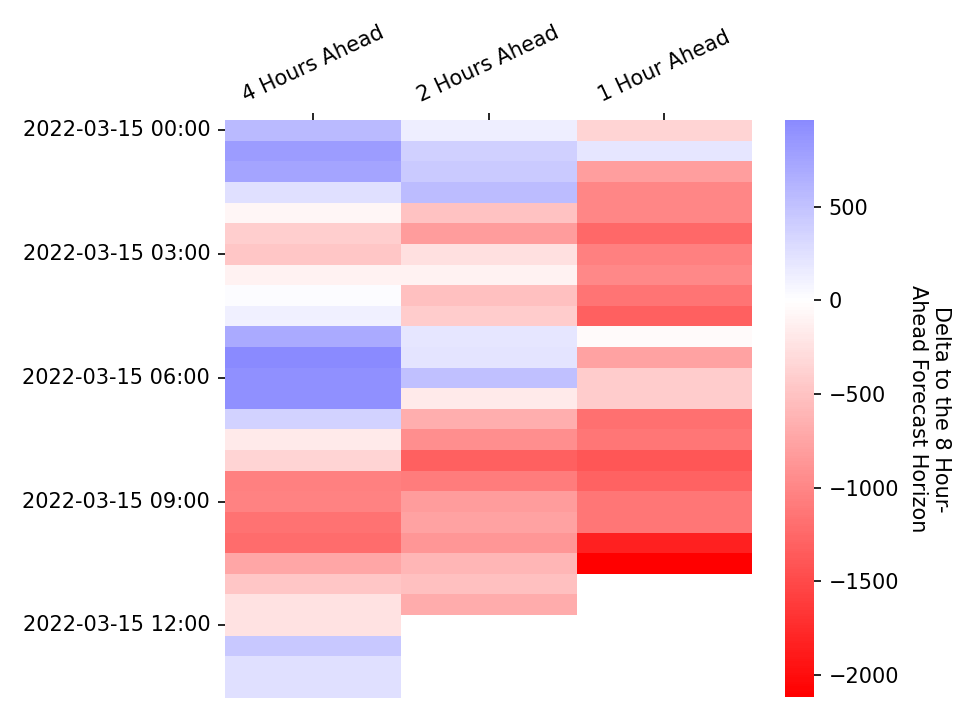 4 Hours Ahead
2 Hours Ahead
1 Hour Ahead
2022-03-15 00:00
2022-03-15 03:00
2022-03-15 06:00
2022-03-15 09:00
2022-03-15 12:00
500
0
−500
−1000
−1500
−2000
Delta to the 8 Hour-
Ahead Forecast Horizon